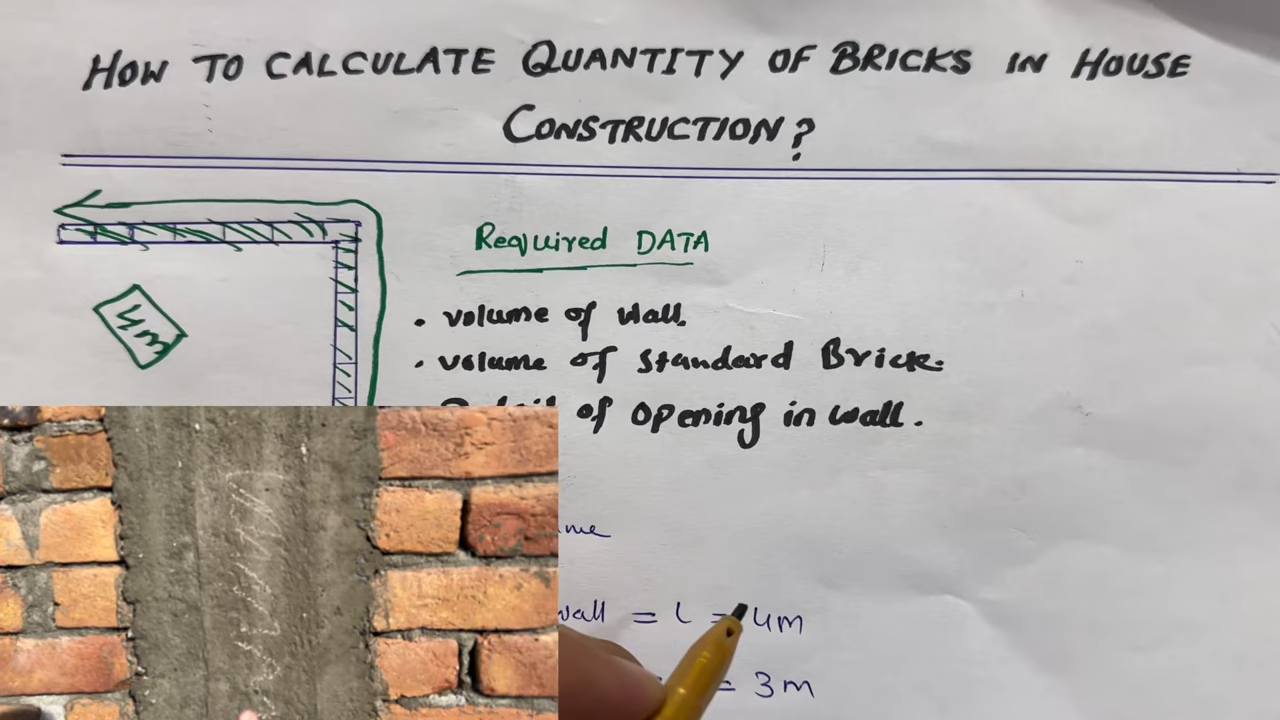 HOW TO CALCULATE QUANTITY OF BRICKS IN HOUSE
CONSTRUCTION?
Required DATA
4m
. volume of wall.
. volume of Standard Brick.
of opening in wall.
wall = L = 4m
= 3m